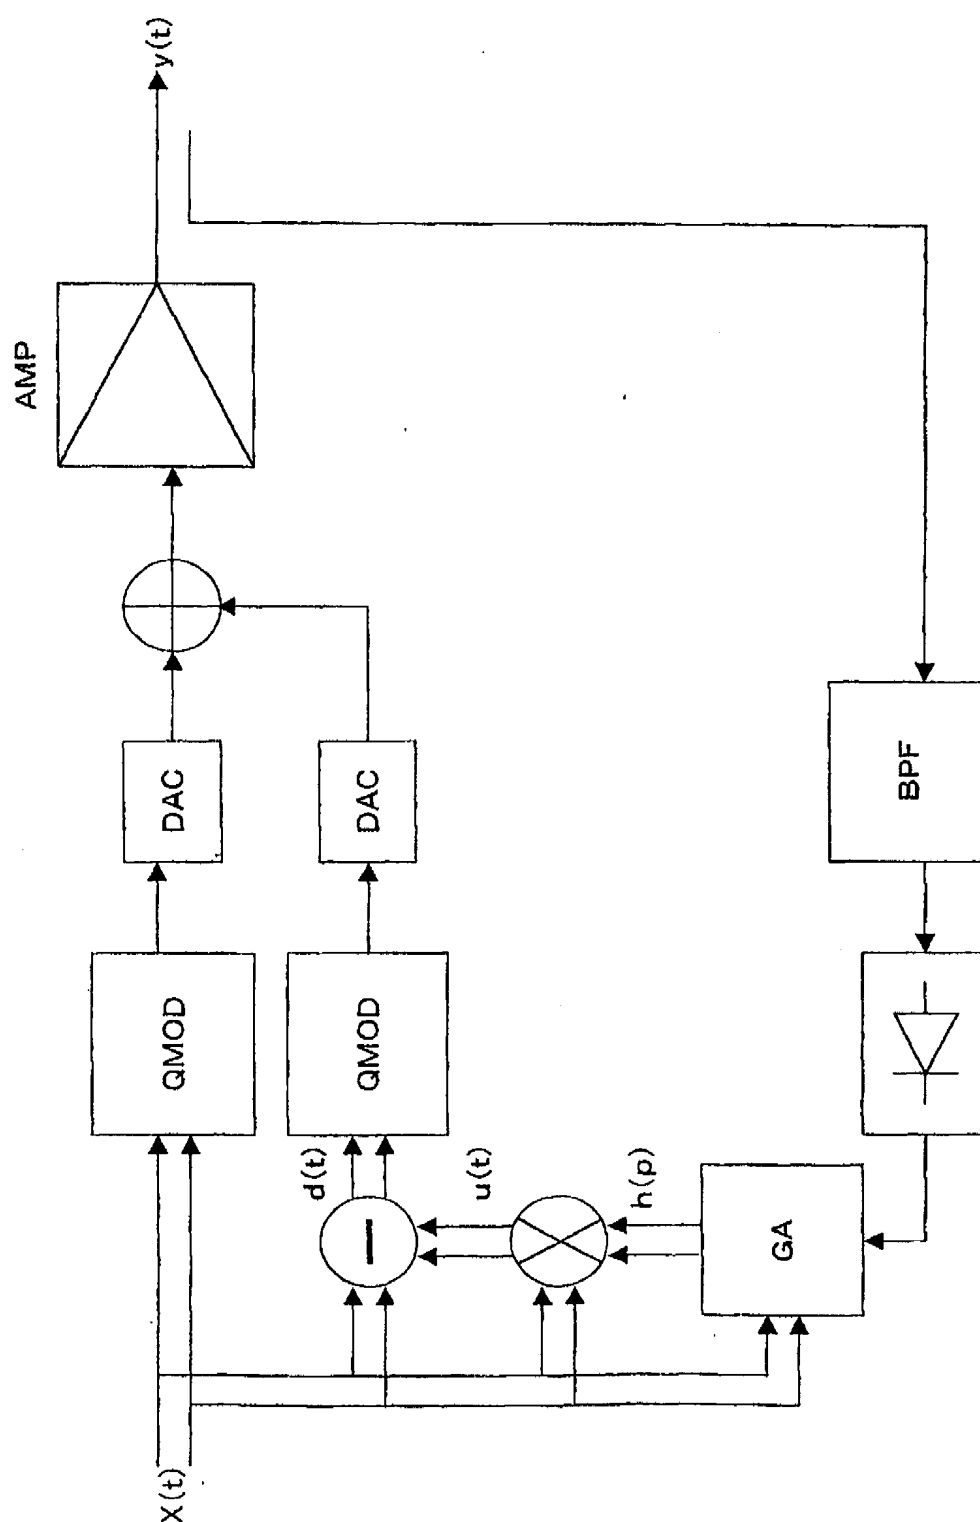 X(t)
QMOD
DAC
AMP
y(t)
d(t)
QMOD
DAC
u(t)
h(p)
GA
BPF